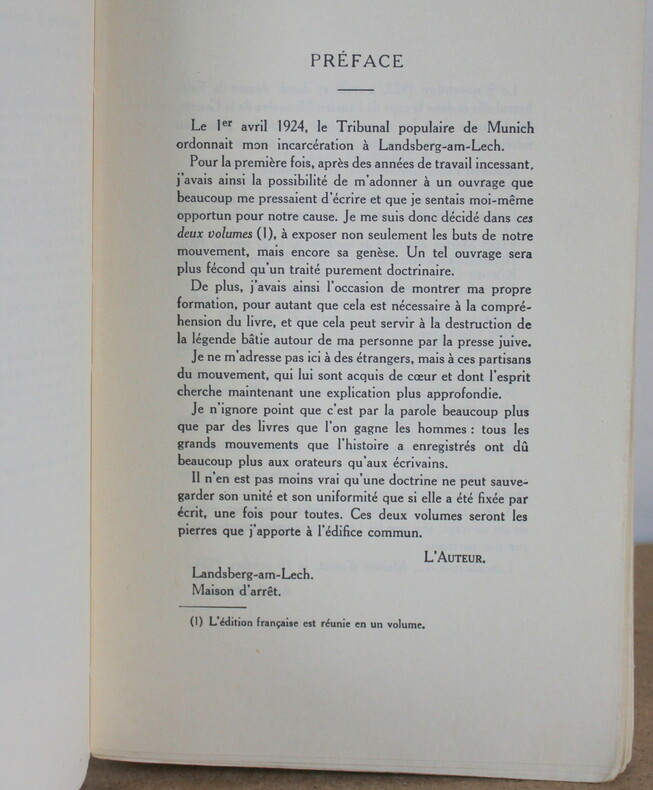 PRÉFACE
Le 1er avril 1924, le Tribunal populaire de Munich
ordonnait mon incarcération à Landsberg-am-Lech.
Pour la première fois, après des années de travail incessant,
j'avais ainsi la possibilité de m'adonner à un ouvrage que
beaucoup me pressaient d'écrire et que je sentais moi-même
opportun pour notre cause. Je me suis donc décidé dans ces
deux volumes (1), à exposer non seulement les buts de notre
mouvement, mais encore sa genèse. Un tel ouvrage sera
plus fécond qu'un traité purement doctrinaire.
De plus, j'avais ainsi l'occasion de montrer ma propre
formation, pour autant que cela est nécessaire à la compré-
hension du livre, et que cela peut servir à la destruction de
la légende bâtie autour de ma personne par la presse juive.
Je ne m'adresse pas ici à des étrangers, mais à ces partisans
du mouvement, qui lui sont acquis de cœur et dont l'esprit
cherche maintenant une explication plus approfondie.
Je n'ignore point que c'est par la parole beaucoup plus
que par des livres que l'on gagne les hommes : tous les
grands mouvements que l'histoire a enregistrés ont dû
beaucoup plus aux orateurs qu'aux écrivains.
Il n'en est pas moins vrai qu'une doctrine ne peut sauve-
garder son unité et son uniformité que si elle a été fixée par
écrit, une fois pour toutes. Ces deux volumes seront les
pierres que j'apporte à l'édifice commun.
L'AUTEUR.
Landsberg-am-Lech.
Maison d'arrêt.
(1) L'édition française est réunie en un volume.